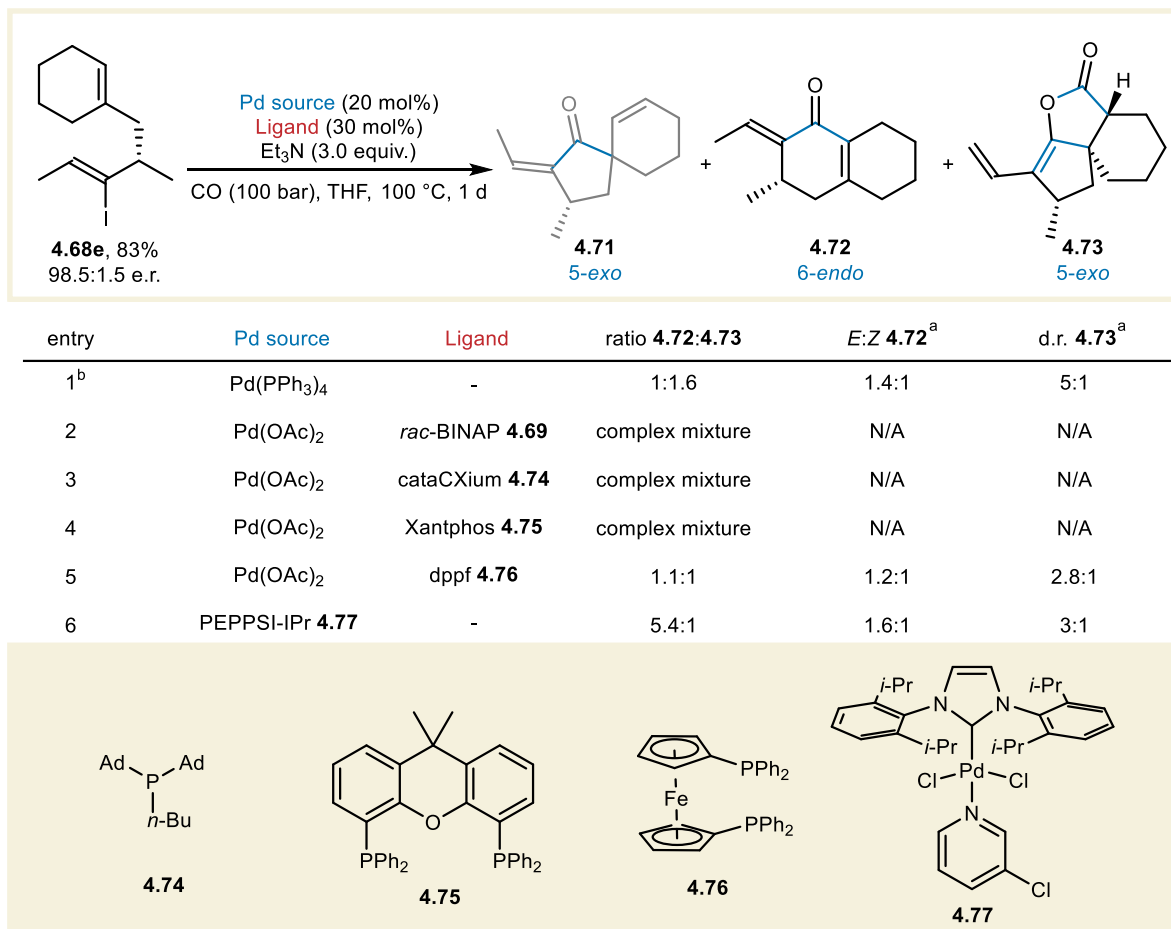 Pd source (20 mol%)
Ligand (30 mol%)
Et₃N (3.0 equiv.)
CO (100 bar), THF, 100 °C, 1 d
I
4.68e, 83%
98.5:1.5 e.r.
O
+
4.71
5-exo
O
+
4.72
6-endo
O
O
H
4.73
5-exo
entry Pd source Ligand ratio 4.72:4.73 E:Z 4.72ᵃ d.r. 4.73ᵃ
1ᵇ Pd(PPh₃)₄ - 1:1.6 1.4:1 5:1
2 Pd(OAc)₂ rac-BINAP 4.69 complex mixture N/A N/A
3 Pd(OAc)₂ cataCXium 4.74 complex mixture N/A N/A
4 Pd(OAc)₂ Xantphos 4.75 complex mixture N/A N/A
5 Pd(OAc)₂ dppf 4.76 1.1:1 1.2:1 2.8:1
6 PEPPSI-IPr 4.77 - 5.4:1 1.6:1 3:1
Ad Ad
P
n-Bu
4.74
O
PPh₂ PPh₂
4.75
PPh₂
Fe
PPh₂
4.76
i-Pr i-Pr
N N
i-Pr i-Pr
Cl Pd Cl
N
Cl
4.77